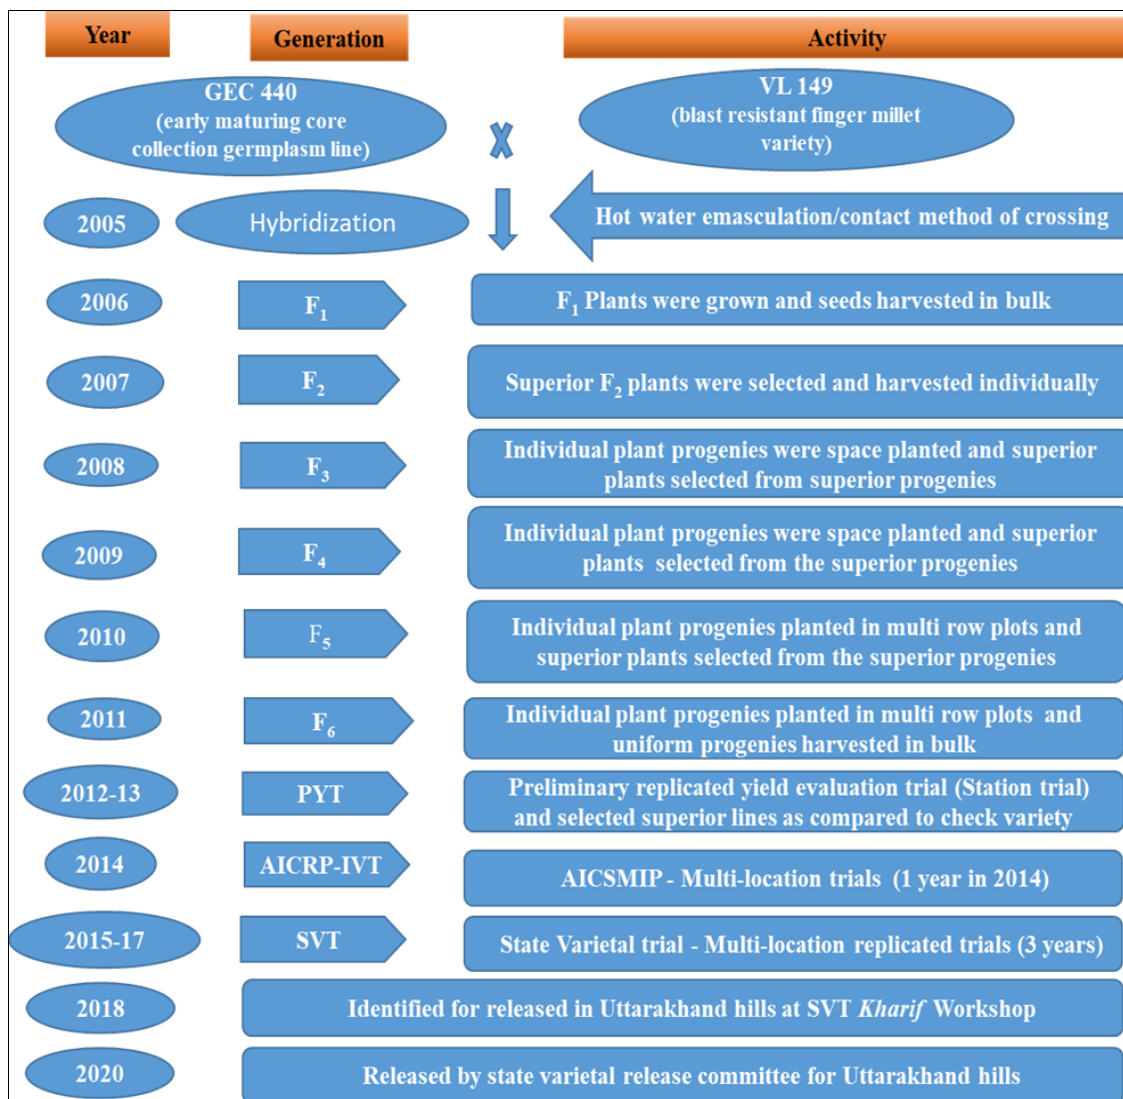 Year
Generation
Activity
GEC 440
(early maturing core
collection germplasm line)
X
VL 149
(blast resistant finger millet
variety)
2005
Hybridization
Hot water emasculation/contact method of crossing
2006
F₁
F₁ Plants were grown and seeds harvested in bulk
2007
F₂
Superior F₂ plants were selected and harvested individually
2008
F₃
Individual plant progenies were space planted and superior
plants selected from superior progenies
2009
F₄
Individual plant progenies were space planted and superior
plants selected from the superior progenies
2010
F₅
Individual plant progenies planted in multi row plots and
superior plants selected from the superior progenies
2011
F₆
Individual plant progenies planted in multi row plots and
uniform progenies harvested in bulk
2012-13
PYT
Preliminary replicated yield evaluation trial (Station trial)
and selected superior lines as compared to check variety
2014
AICRP-IVT
AICSMIP - Multi-location trials (1 year in 2014)
2015-17
SVT
State Varietal trial - Multi-location replicated trials (3 years)
2018
Identified for released in Uttarakhand hills at SVT Kharif Workshop
2020
Released by state varietal release committee for Uttarakhand hills